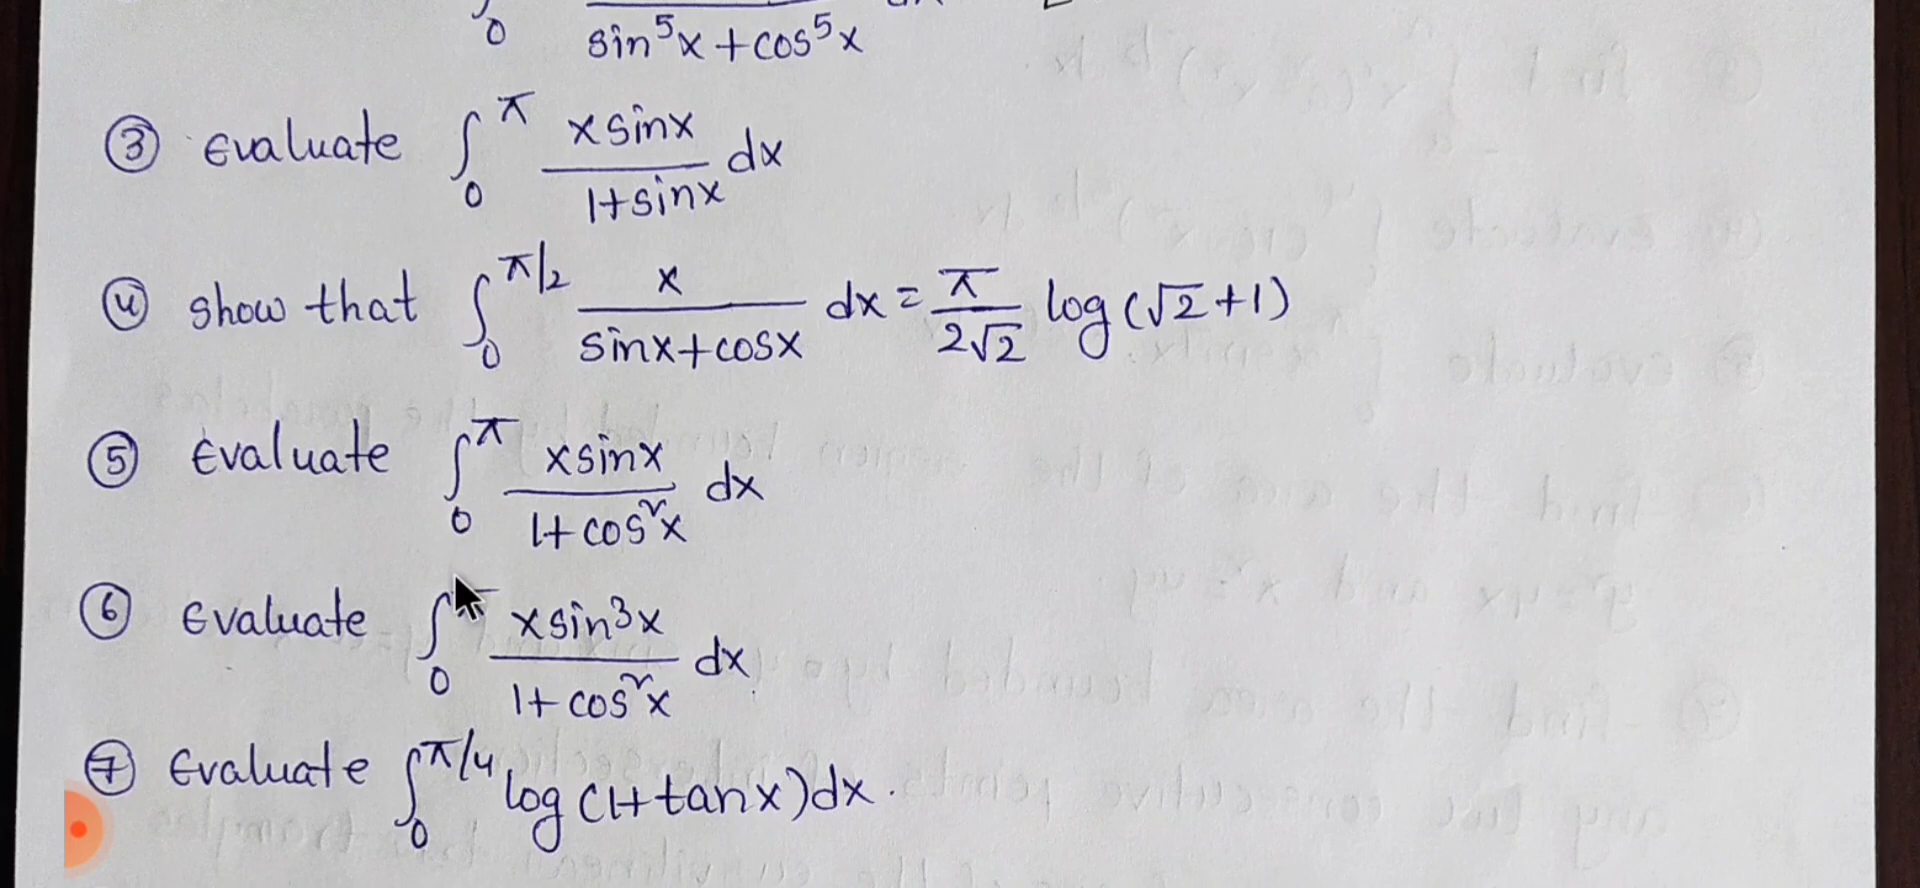 ∫₀ / sin⁵x + cos⁵x
③ Evaluate ∫₀^π (x sinx)/(1+sinx) dx
④ show that ∫₀^π/2 x/(sinx+cosx) dx = π/(2√2) log(√2+1)
⑤ Evaluate ∫₀^π (x sinx)/(1+cos²x) dx
⑥ Evaluate ∫₀ (x sin³x)/(1+cos²x) dx
⑦ Evaluate ∫₀^π/4 log(1+tanx)dx.